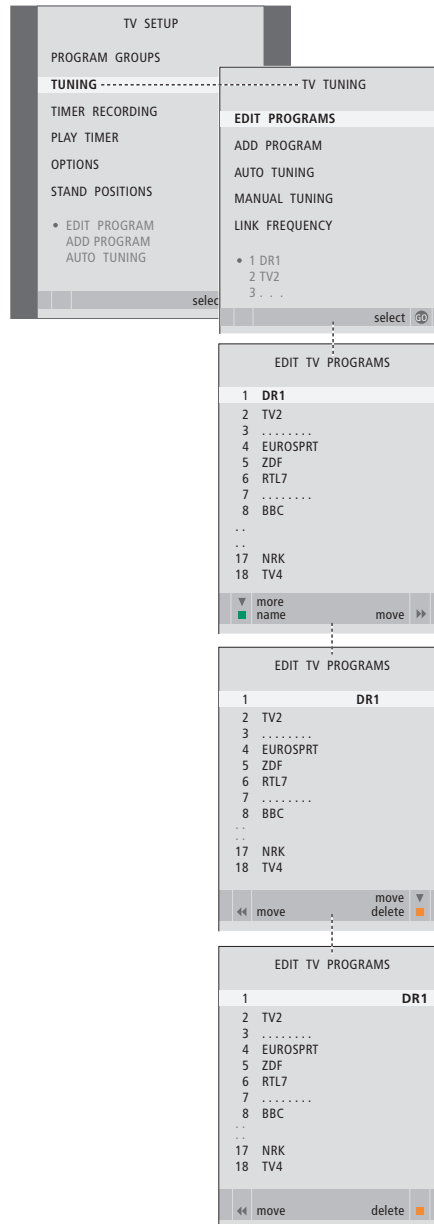 TV SETUP
PROGRAM GROUPS
TUNING
TIMER RECORDING
PLAY TIMER
OPTIONS
STAND POSITIONS
• EDIT PROGRAM
ADD PROGRAM
AUTO TUNING
selec
TV TUNING
EDIT PROGRAMS
ADD PROGRAM
AUTO TUNING
MANUAL TUNING
LINK FREQUENCY
• 1 DR1
2 TV2
3 . . .
select GO
EDIT TV PROGRAMS
1 DR1
2 TV2
3 ........
4 EUROSPRT
5 ZDF
6 RTL7
7 ........
8 BBC
. .
. .
17 NRK
18 TV4
▼ more
■ name move ▶▶
EDIT TV PROGRAMS
1 DR1
2 TV2
3 ........
4 EUROSPRT
5 ZDF
6 RTL7
7 ........
8 BBC
. .
. .
17 NRK
18 TV4
move ▼
◀◀ move delete ■
EDIT TV PROGRAMS
1 DR1
2 TV2
3 ........
4 EUROSPRT
5 ZDF
6 RTL7
7 ........
8 BBC
. .
. .
17 NRK
18 TV4
◀◀ move delete ■